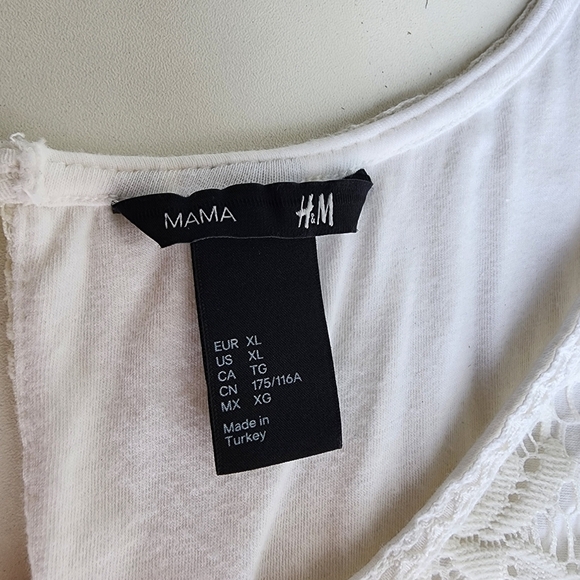 MAMA H&M
EUR XL
US XL
CA TG
CN 175/116A
MX XG
Made in
Turkey